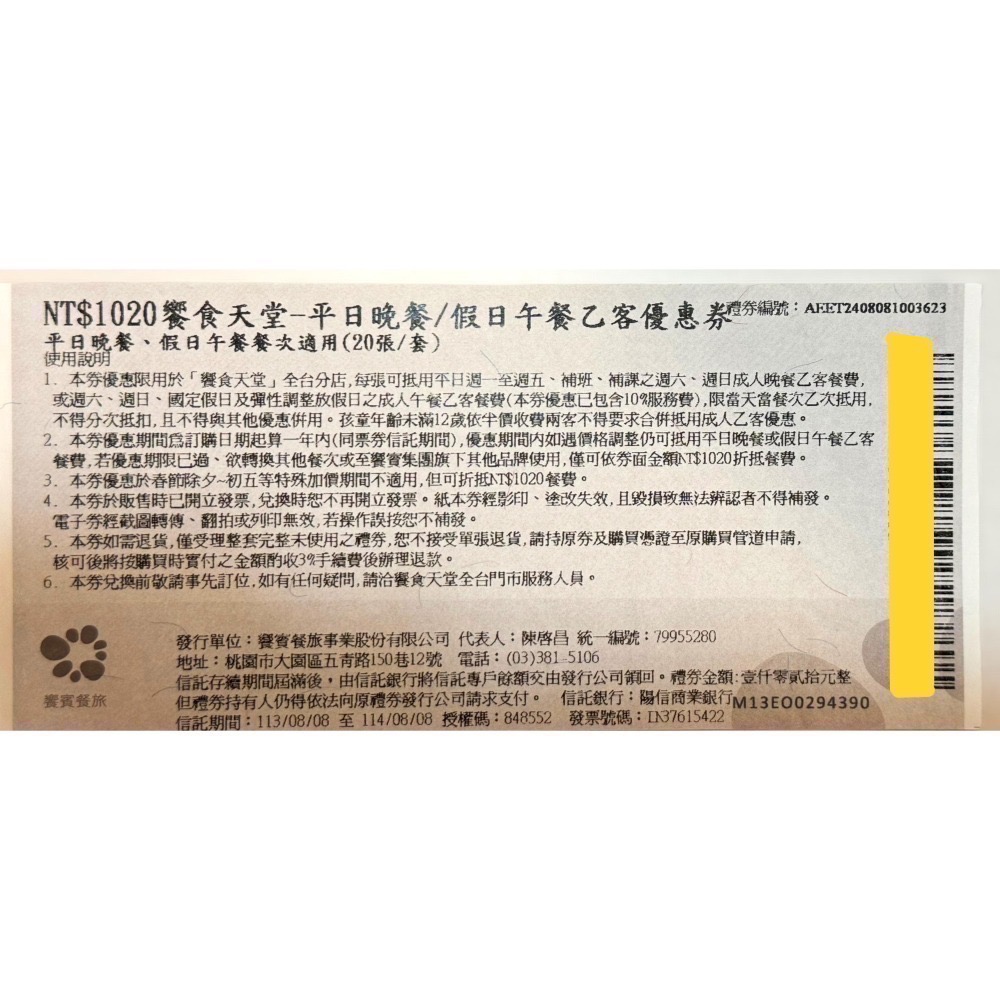 NT$1020饗食天堂-平日晚餐/假日午餐乙客優惠券
禮券編號：AEET2408081003623
平日晚餐、假日午餐餐次適用(20張/套)
使用說明
1. 本券優惠限用於「饗食天堂」全台分店,每張可抵用平日週一至週五、補班、補課之週六、週日成人晚餐乙客餐費,
或週六、週日、國定假日及彈性調整放假日之成人午餐乙客餐費(本券優惠已包含10%服務費),限當天當餐次乙次抵用,
不得分次抵扣,且不得與其他優惠併用。孩童年齡未滿12歲依半價收費兩客不得要求合併抵用成人乙客優惠。
2. 本券優惠期間為訂購日期起算一年內(同票券信託期間),優惠期間內如遇價格調整仍可抵用平日晚餐或假日午餐乙客
餐費,若優惠期限已過、欲轉換其他餐次或至饗賓集團旗下其他品牌使用,僅可依券面金額NT$1020折抵餐費。
3. 本券優惠於春節除夕~初五等特殊加價期間不適用,但可折抵NT$1020餐費。
4. 本券於販售時已開立發票,兌換時恕不再開立發票。紙本券經影印、塗改失效,且毀損致無法辨認者不得補發。
電子券經截圖轉傳、翻拍或列印無效,若操作誤按恕不補發。
5. 本券如需退貨,僅受理整套完整未使用之禮券,恕不接受單張退貨,請持原券及購買憑證至原購買管道申請,
核可後將按購買時實付之金額酌收3%手續費後辦理退款。
6. 本券兌換前敬請事先訂位,如有任何疑問,請洽饗食天堂全台門市服務人員。
發行單位：饗賓餐旅事業股份有限公司 代表人：陳啓昌 統一編號：79955280
地址：桃園市大園區五青路150巷12號 電話：(03)381-5106
信託存續期間屆滿後，由信託銀行將信託專戶餘額交由發行公司領回。禮券金額:壹仟零貳拾元整
但禮券持有人仍得依法向原禮券發行公司請求支付。 信託銀行：陽信商業銀行
信託期間：113/08/08 至 114/08/08 授權碼：848552 發票號碼：LN37615422
饗賓餐旅
M13EO0294390